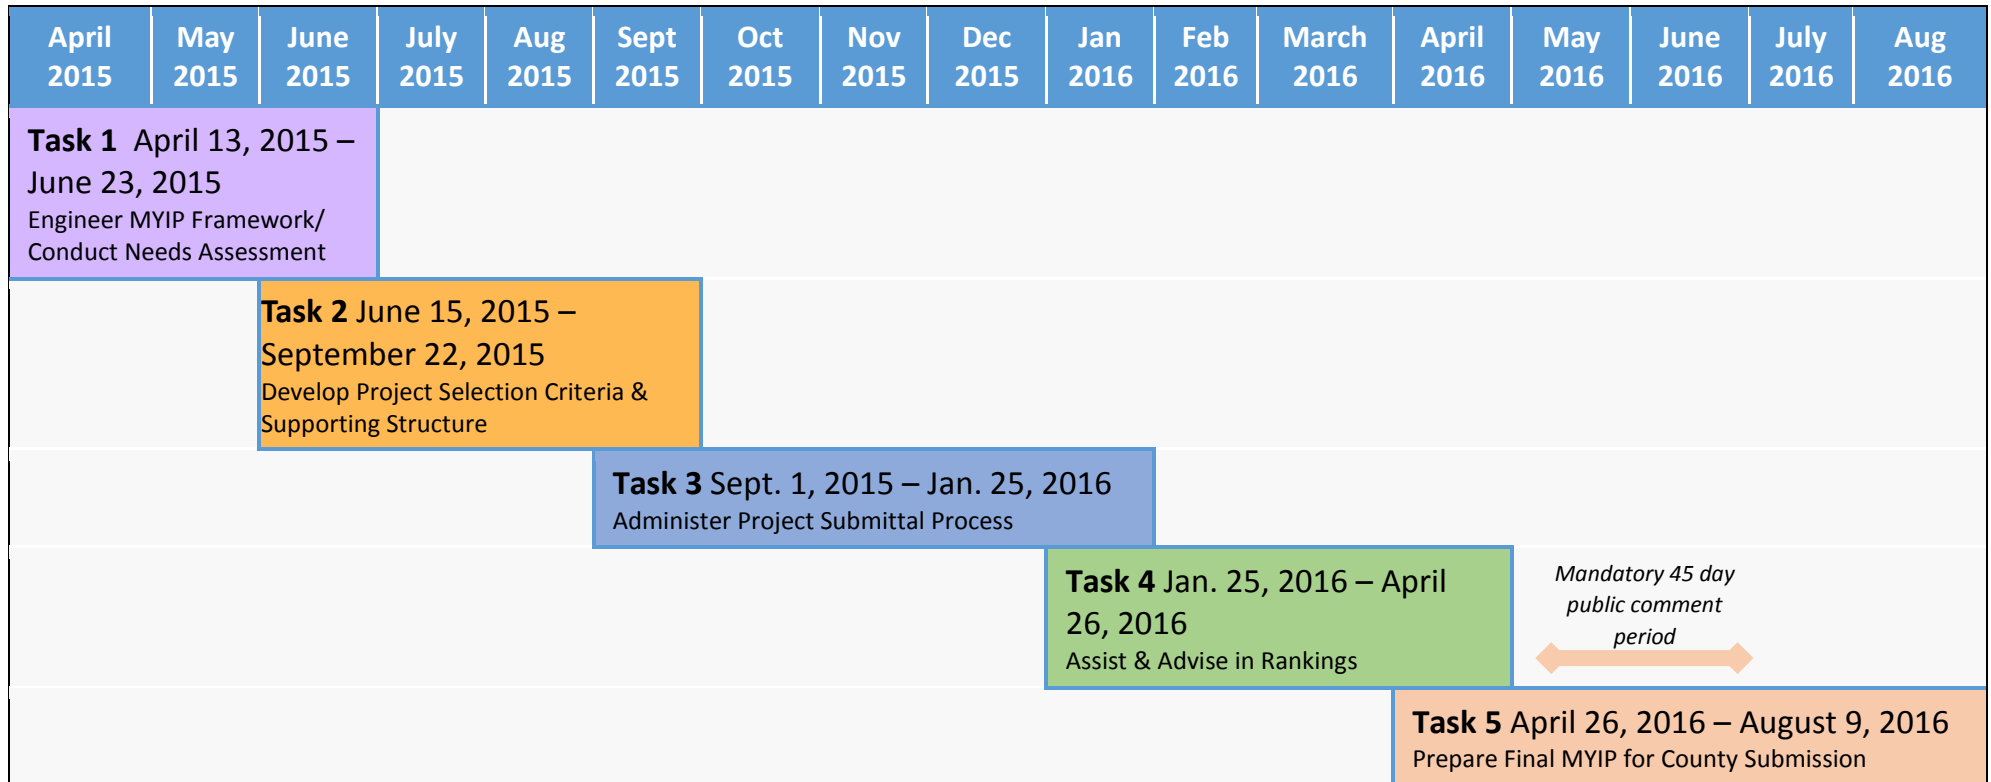 April May June July Aug Sept Oct Nov Dec Jan Feb March April May June July Aug
2015 2015 2015 2015 2015 2015 2015 2015 2015 2016 2016 2016 2016 2016 2016 2016 2016
Task 1 April 13, 2015 –
June 23, 2015
Engineer MYIP Framework/
Conduct Needs Assessment
Task 2 June 15, 2015 –
September 22, 2015
Develop Project Selection Criteria &
Supporting Structure
Task 3 Sept. 1, 2015 – Jan. 25, 2016
Administer Project Submittal Process
Task 4 Jan. 25, 2016 – April
26, 2016
Assist & Advise in Rankings
Mandatory 45 day
public comment
period
Task 5 April 26, 2016 – August 9, 2016
Prepare Final MYIP for County Submission